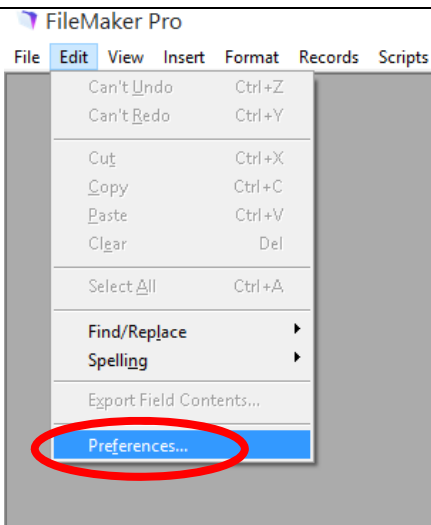 FileMaker Pro
File Edit View Insert Format Records Scripts
Can't Undo Ctrl+Z
Can't Redo Ctrl+Y
Cut Ctrl+X
Copy Ctrl+C
Paste Ctrl+V
Clear Del
Select All Ctrl+A
Find/Replace
Spelling
Export Field Contents...
Preferences...